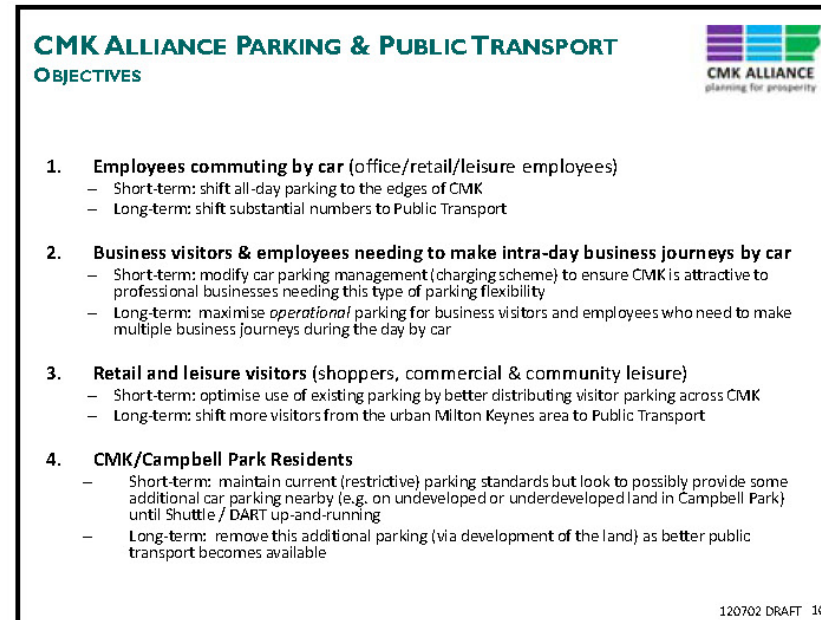 CMK ALLIANCE PARKING & PUBLIC TRANSPORT
OBJECTIVES
CMK ALLIANCE
planning for prosperity
1. Employees commuting by car (office/retail/leisure employees)
– Short-term: shift all-day parking to the edges of CMK
– Long-term: shift substantial numbers to Public Transport
2. Business visitors & employees needing to make intra-day business journeys by car
– Short-term: modify car parking management (charging scheme) to ensure CMK is attractive to
professional businesses needing this type of parking flexibility
– Long-term: maximise operational parking for business visitors and employees who need to make
multiple business journeys during the day by car
3. Retail and leisure visitors (shoppers, commercial & community leisure)
– Short-term: optimise use of existing parking by better distributing visitor parking across CMK
– Long-term: shift more visitors from the urban Milton Keynes area to Public Transport
4. CMK/Campbell Park Residents
– Short-term: maintain current (restrictive) parking standards but look to possibly provide some
additional car parking nearby (e.g. on undeveloped or underdeveloped land in Campbell Park)
until Shuttle / DART up-and-running
– Long-term: remove this additional parking (via development of the land) as better public
transport becomes available
120702 DRAFT